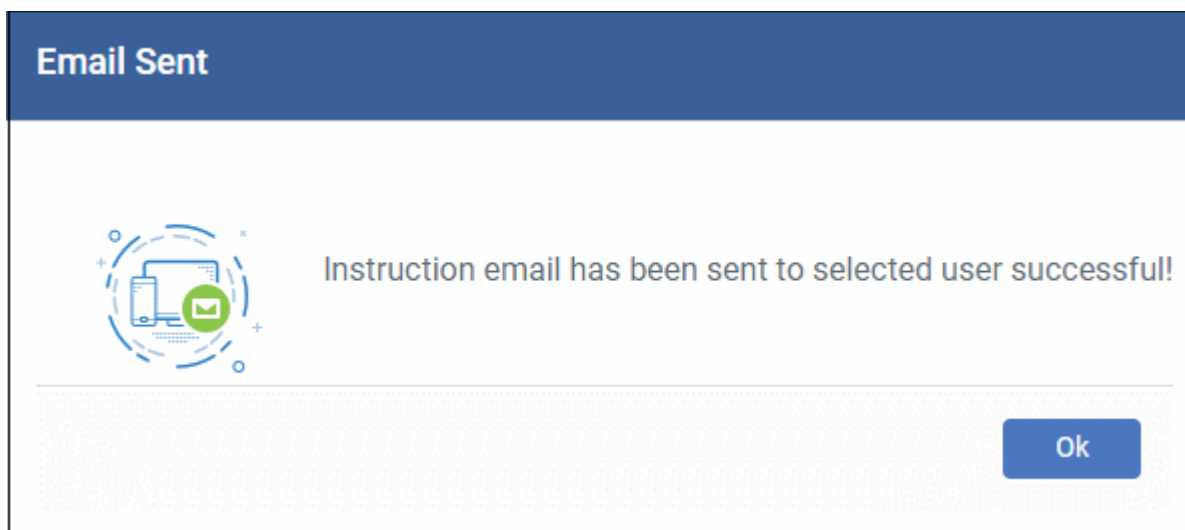 Email Sent
Instruction email has been sent to selected user successful!
Ok